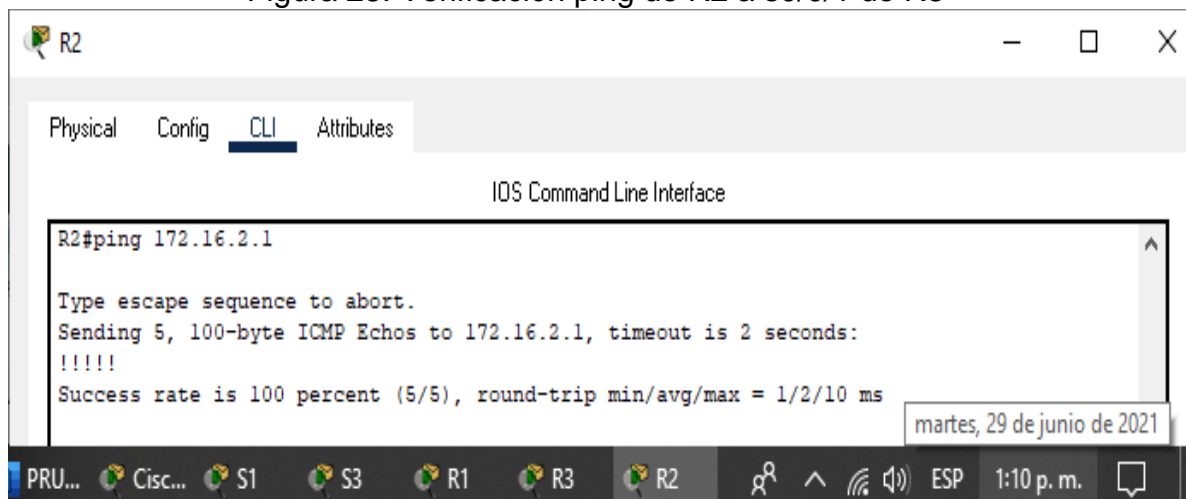 R2
Physical Config CLI Attributes
IOS Command Line Interface
R2#ping 172.16.2.1
Type escape sequence to abort.
Sending 5, 100-byte ICMP Echos to 172.16.2.1, timeout is 2 seconds:
!!!!!
Success rate is 100 percent (5/5), round-trip min/avg/max = 1/2/10 ms
martes, 29 de junio de 2021
PRU... Cisc... S1 S3 R1 R3 R2 ESP 1:10 p. m.